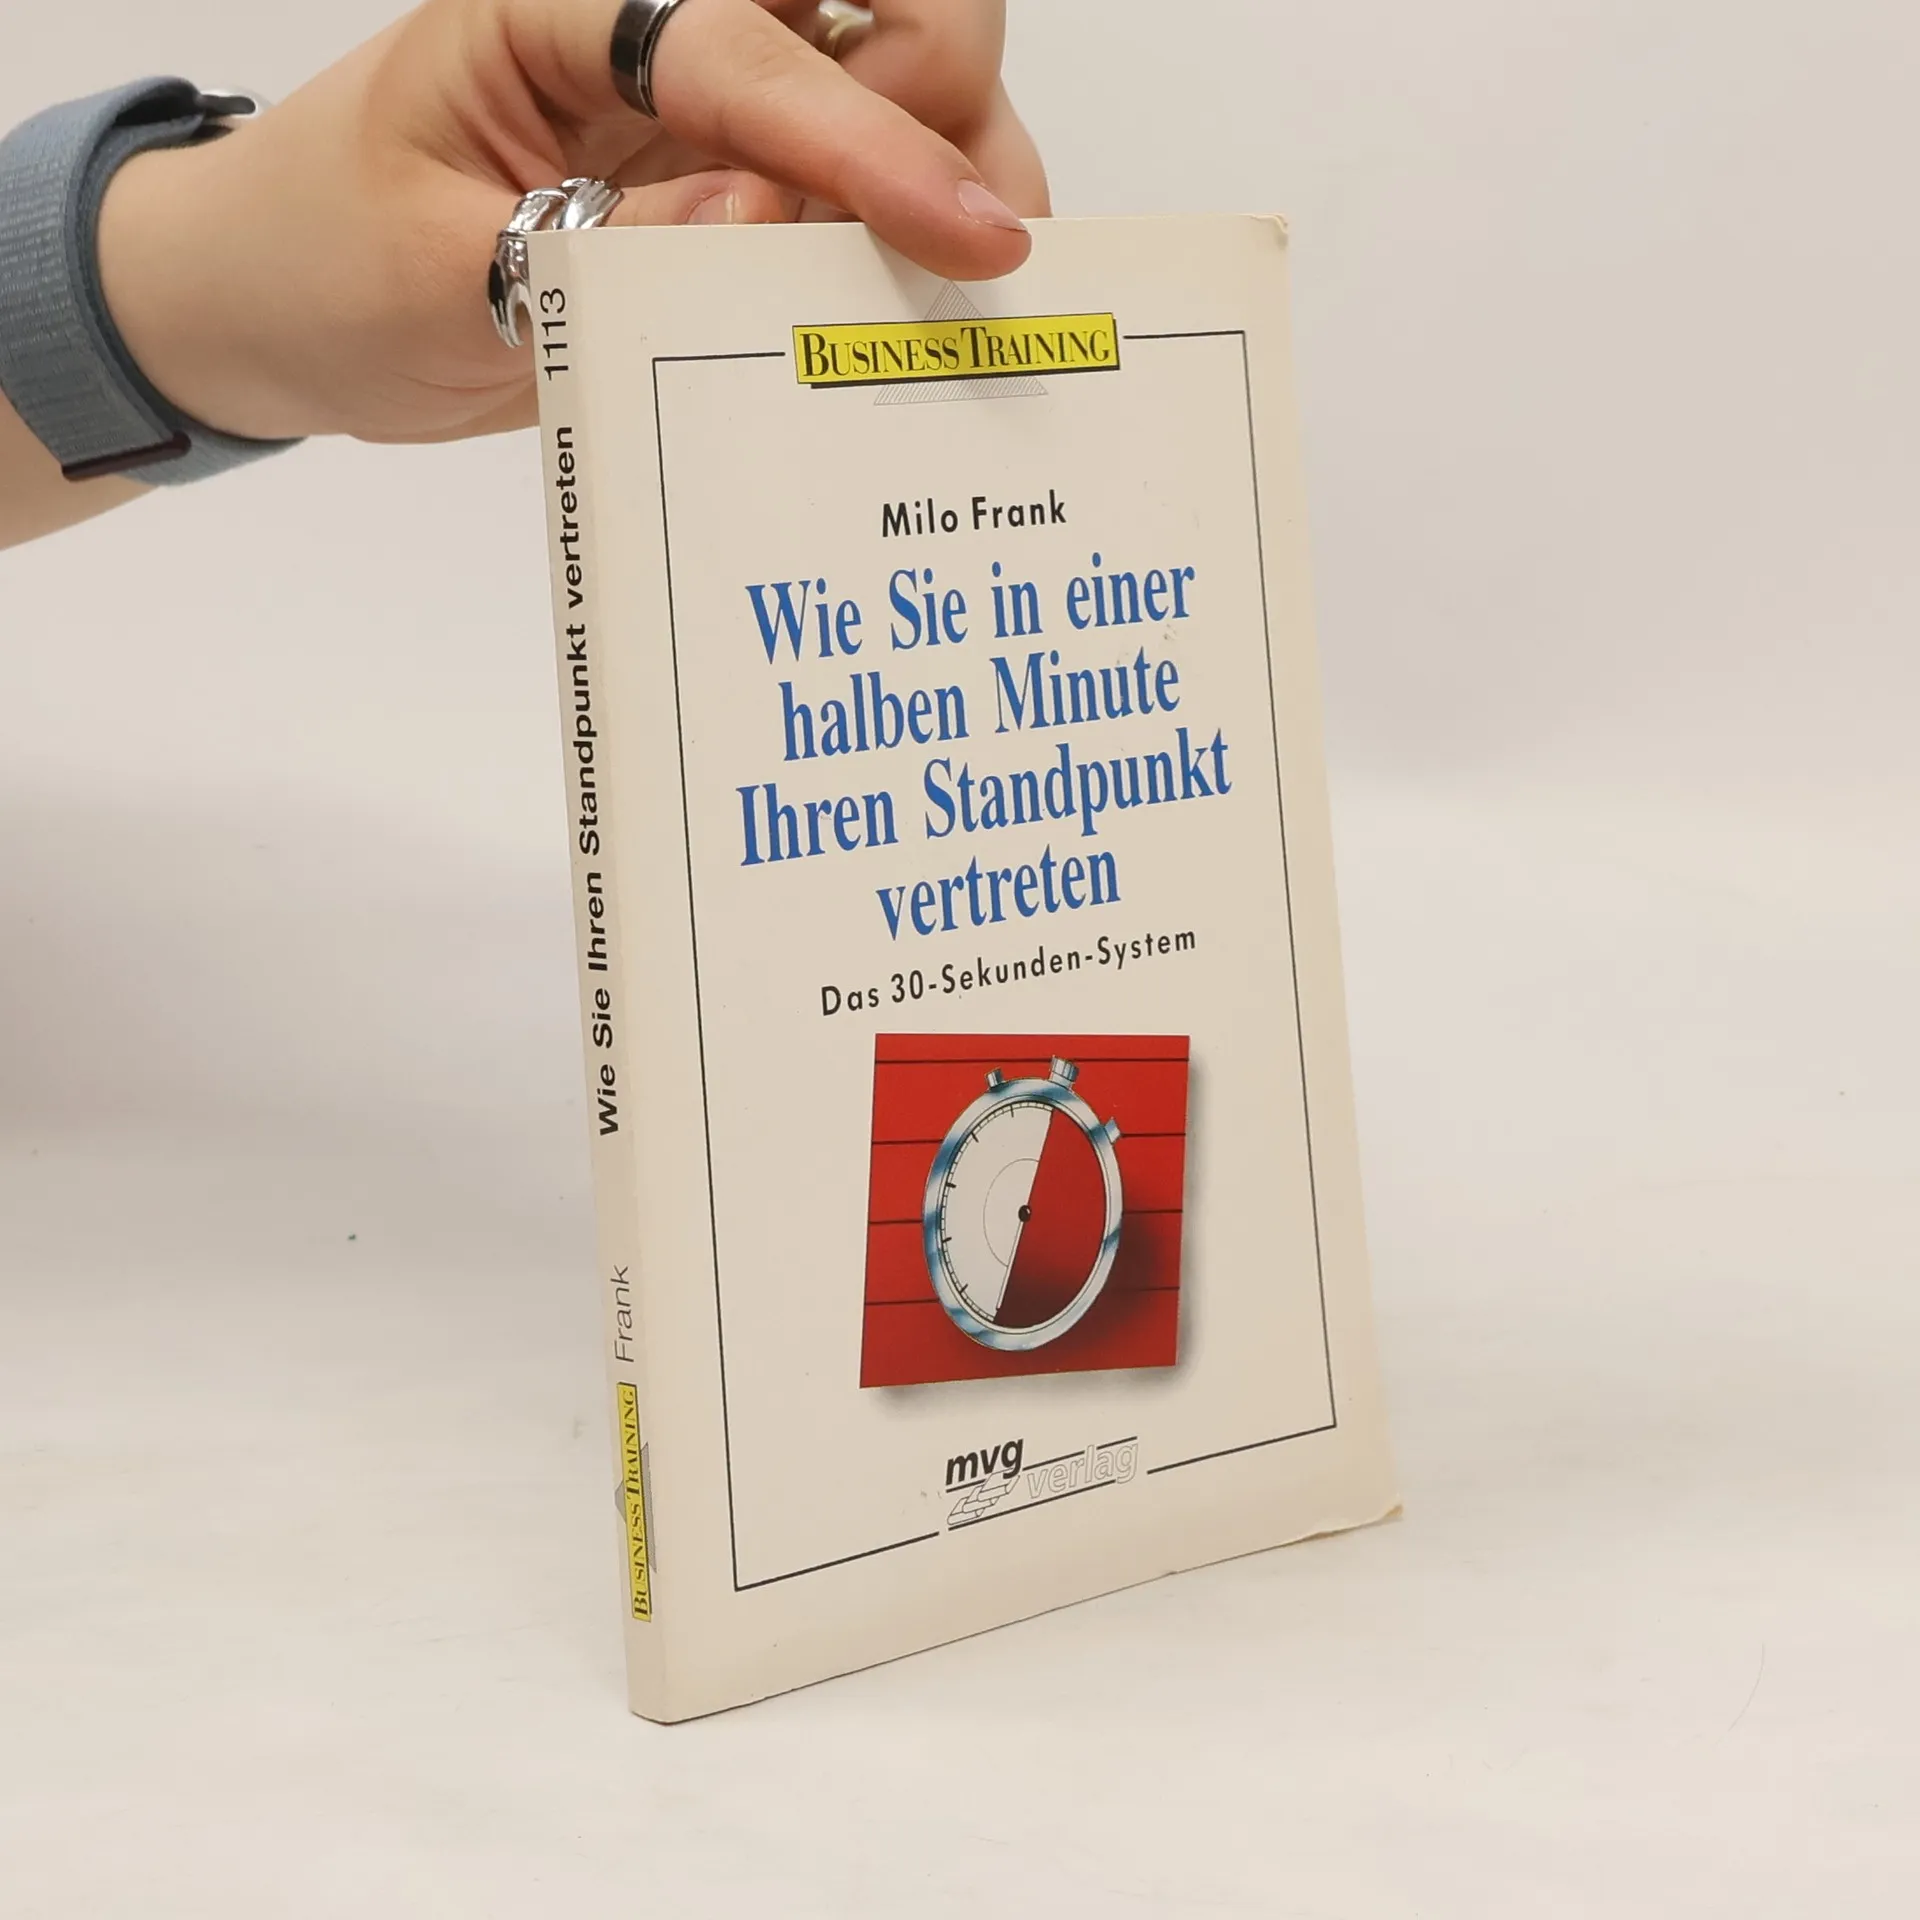 BUSINESS TRAINING
Milo Frank
Wie Sie in einer
halben Minute
Ihren Standpunkt
vertreten
Das 30-Sekunden-System
mvg
verlag
BUSINESS TRAINING Frank Wie Sie Ihren Standpunkt vertreten 1113